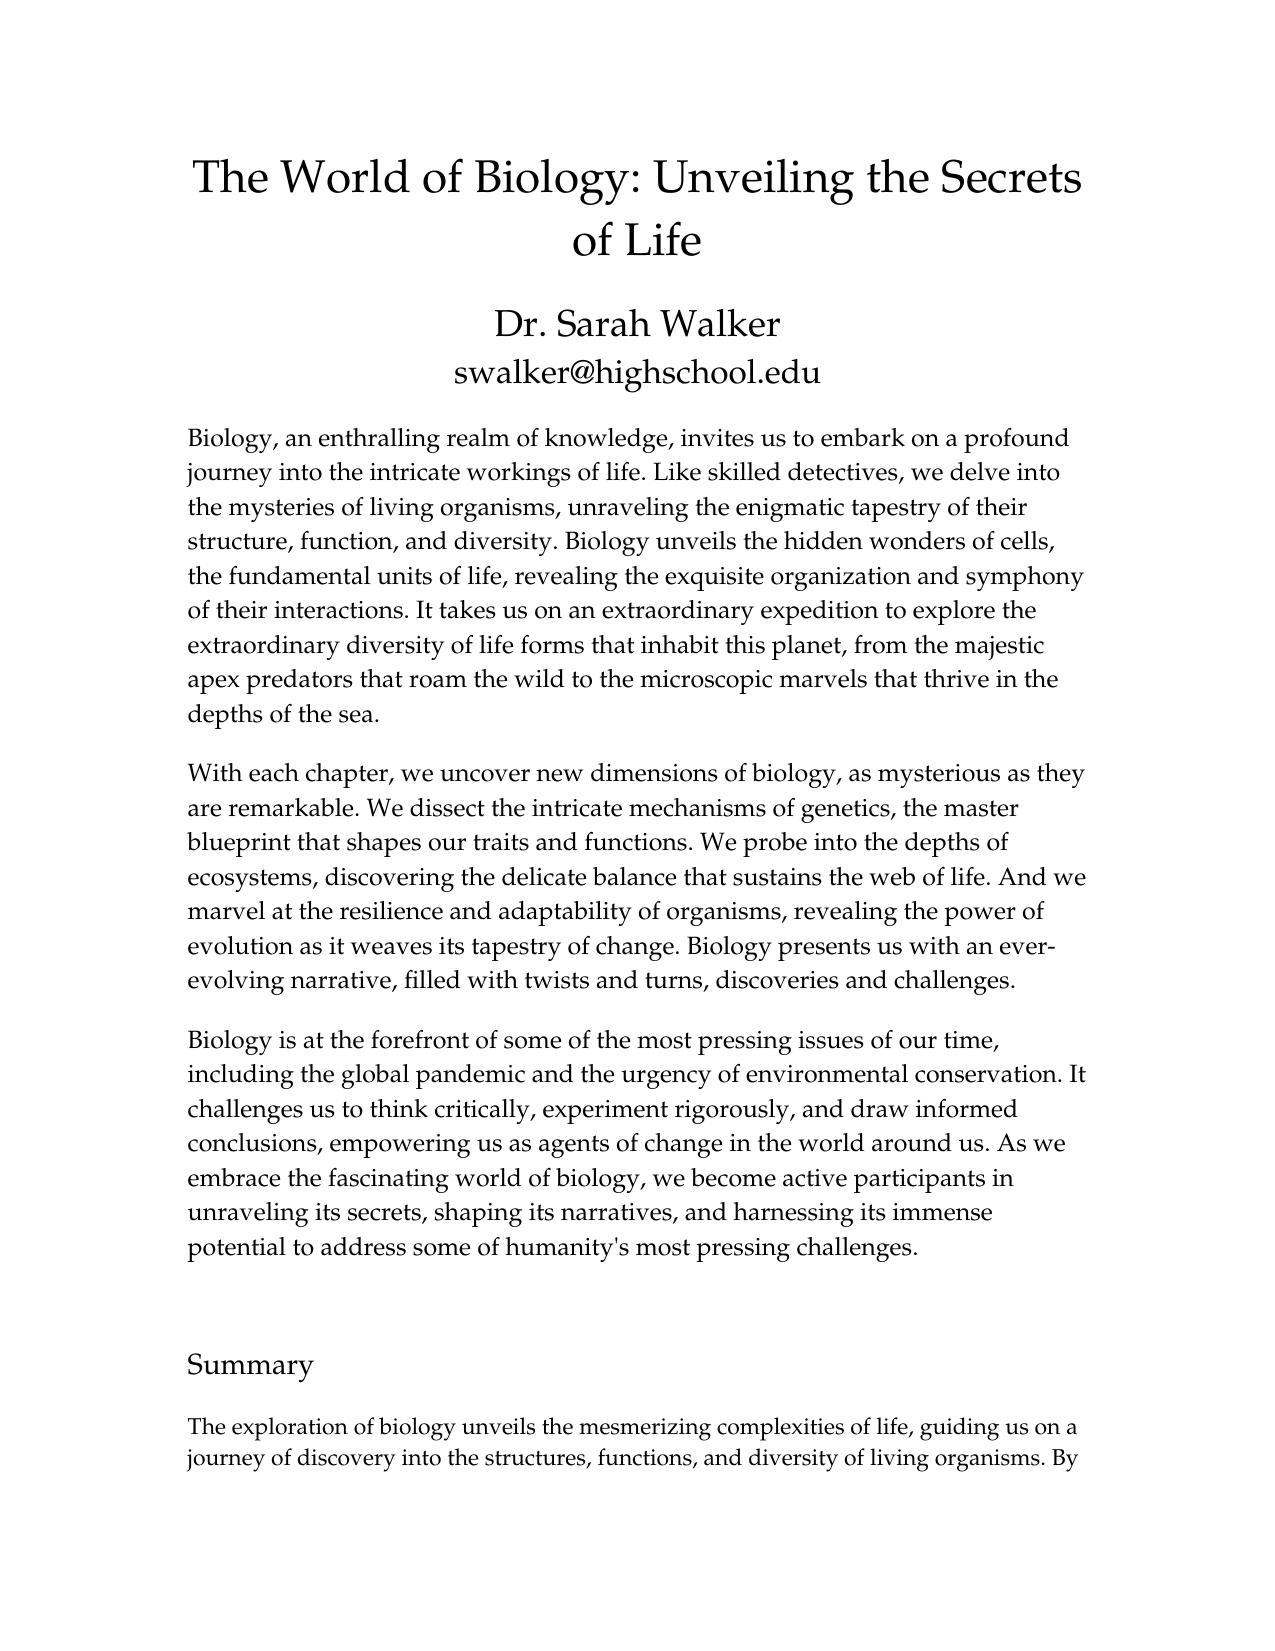 The World of Biology: Unveiling the Secrets
of Life
Dr. Sarah Walker
swalker@highschool.edu
Biology, an enthralling realm of knowledge, invites us to embark on a profound
journey into the intricate workings of life. Like skilled detectives, we delve into
the mysteries of living organisms, unraveling the enigmatic tapestry of their
structure, function, and diversity. Biology unveils the hidden wonders of cells,
the fundamental units of life, revealing the exquisite organization and symphony
of their interactions. It takes us on an extraordinary expedition to explore the
extraordinary diversity of life forms that inhabit this planet, from the majestic
apex predators that roam the wild to the microscopic marvels that thrive in the
depths of the sea.
With each chapter, we uncover new dimensions of biology, as mysterious as they
are remarkable. We dissect the intricate mechanisms of genetics, the master
blueprint that shapes our traits and functions. We probe into the depths of
ecosystems, discovering the delicate balance that sustains the web of life. And we
marvel at the resilience and adaptability of organisms, revealing the power of
evolution as it weaves its tapestry of change. Biology presents us with an ever-
evolving narrative, filled with twists and turns, discoveries and challenges.
Biology is at the forefront of some of the most pressing issues of our time,
including the global pandemic and the urgency of environmental conservation. It
challenges us to think critically, experiment rigorously, and draw informed
conclusions, empowering us as agents of change in the world around us. As we
embrace the fascinating world of biology, we become active participants in
unraveling its secrets, shaping its narratives, and harnessing its immense
potential to address some of humanity's most pressing challenges.
Summary
The exploration of biology unveils the mesmerizing complexities of life, guiding us on a
journey of discovery into the structures, functions, and diversity of living organisms. By